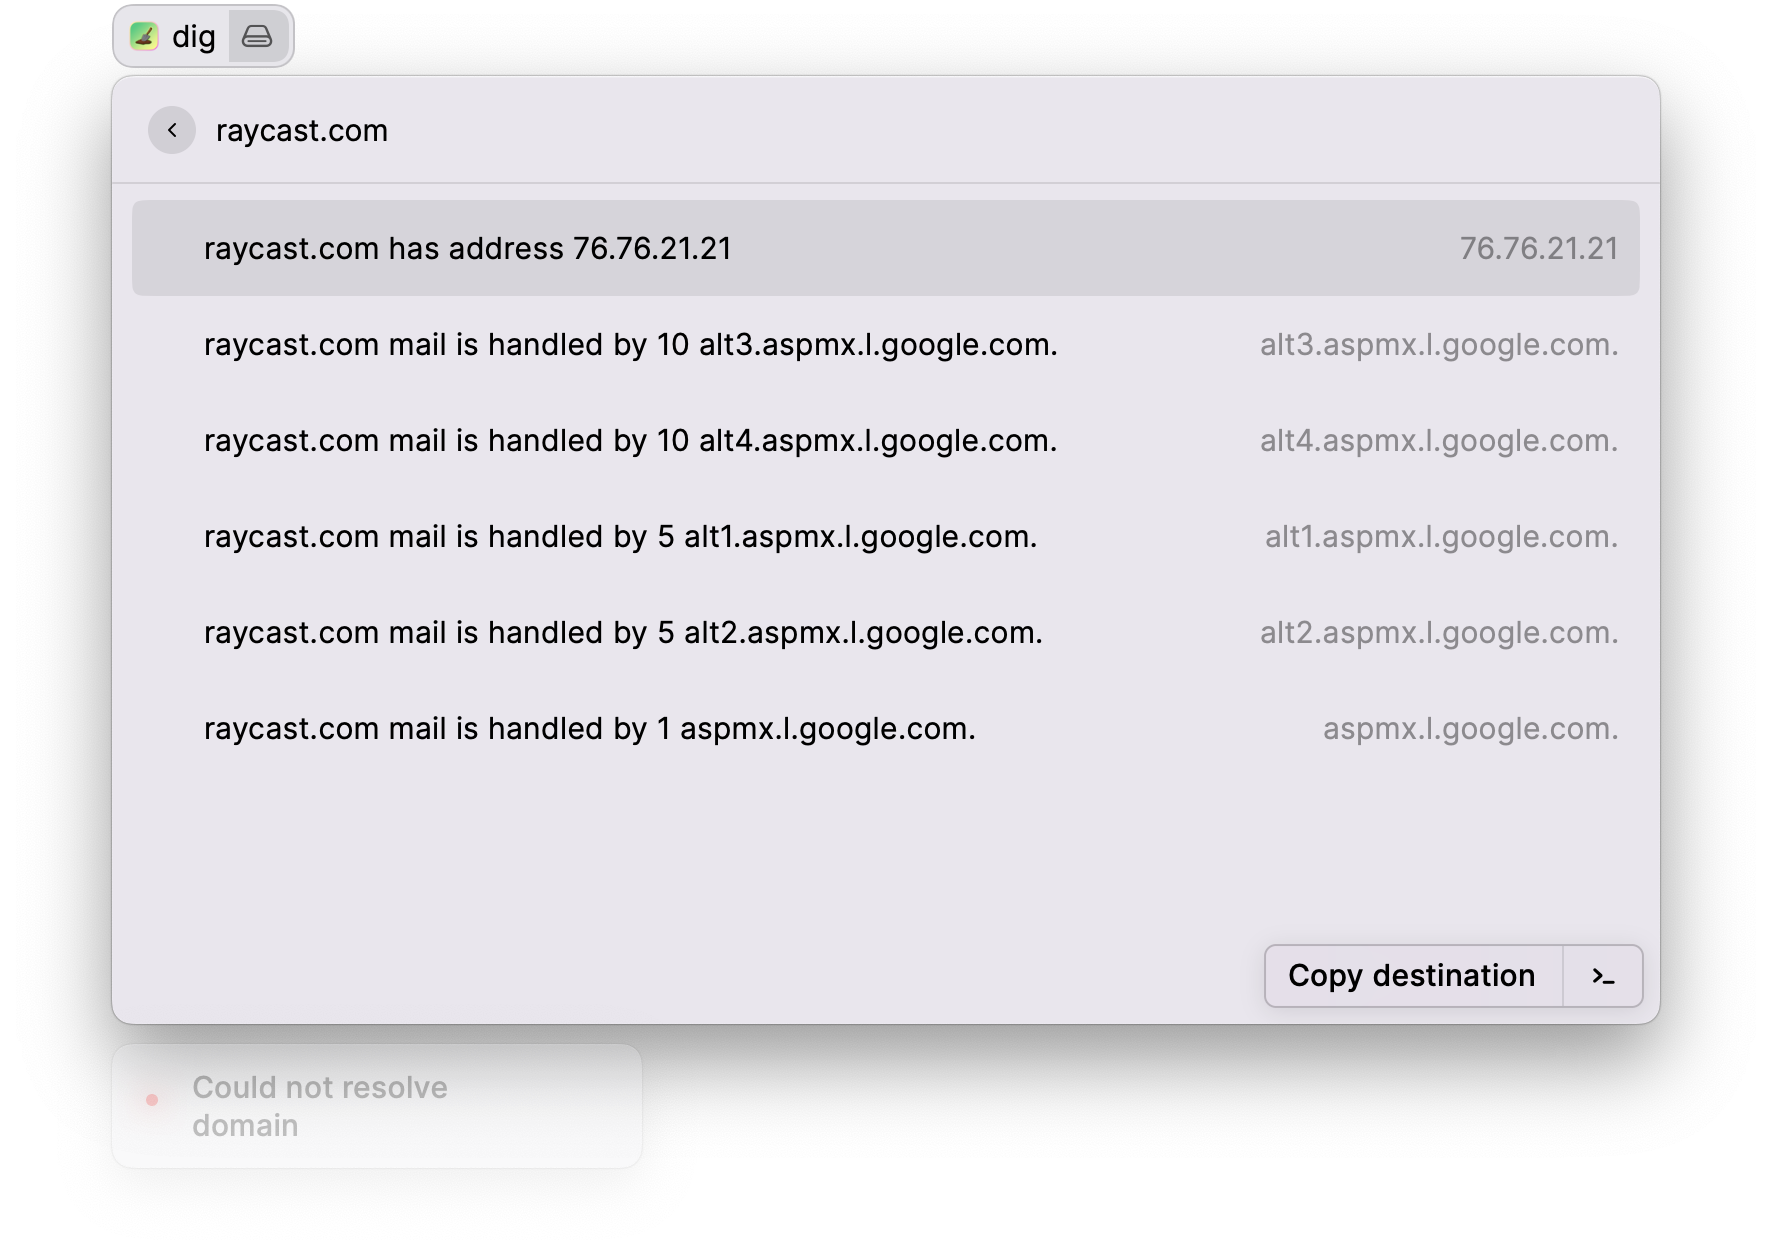 dig
raycast.com
raycast.com has address 76.76.21.21 76.76.21.21
raycast.com mail is handled by 10 alt3.aspmx.l.google.com. alt3.aspmx.l.google.com.
raycast.com mail is handled by 10 alt4.aspmx.l.google.com. alt4.aspmx.l.google.com.
raycast.com mail is handled by 5 alt1.aspmx.l.google.com. alt1.aspmx.l.google.com.
raycast.com mail is handled by 5 alt2.aspmx.l.google.com. alt2.aspmx.l.google.com.
raycast.com mail is handled by 1 aspmx.l.google.com. aspmx.l.google.com.
Copy destination
Could not resolve
domain